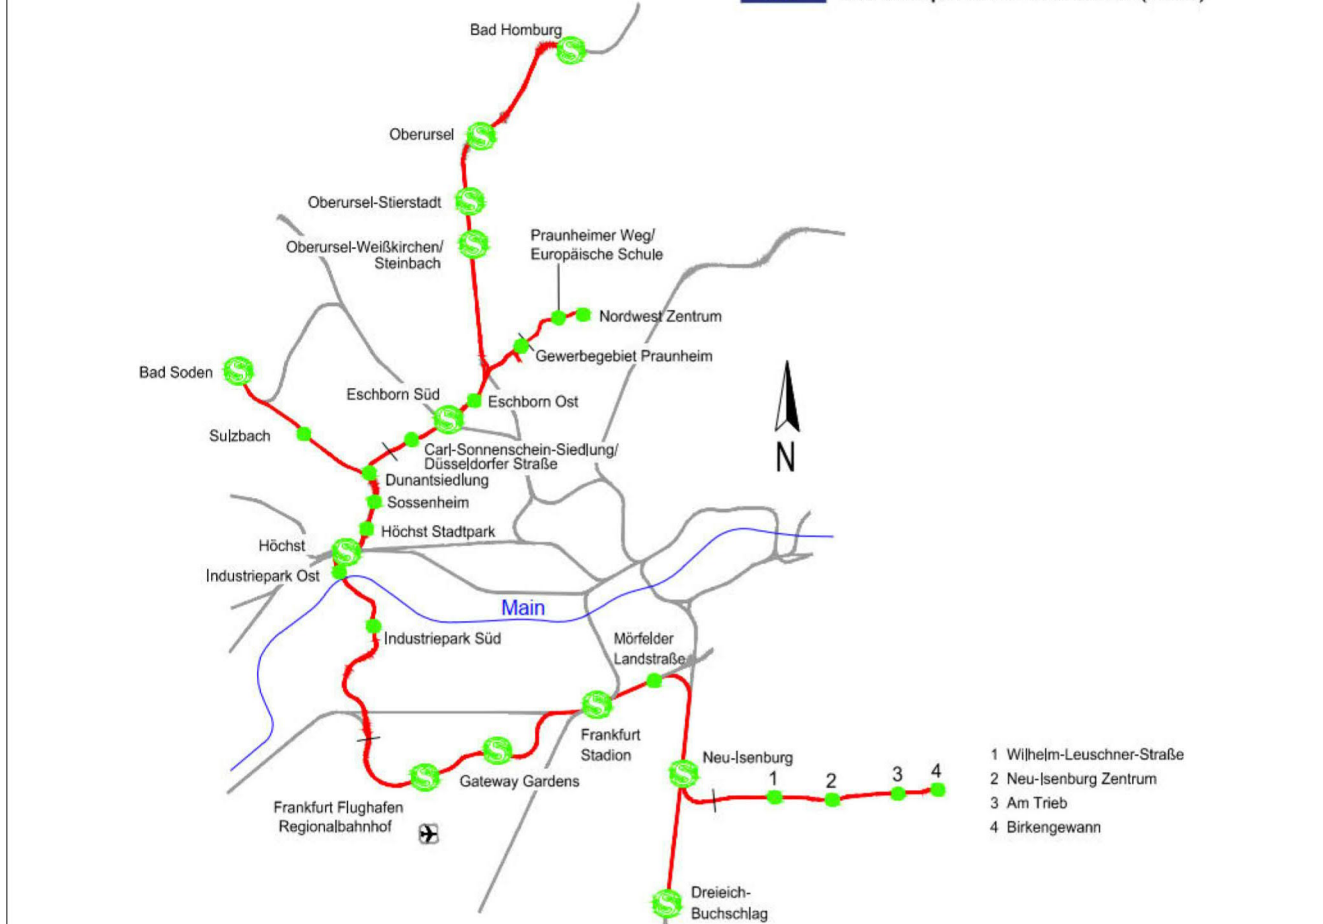 Bad Homburg
Oberursel
Oberursel-Stierstadt
Oberursel-Weißkirchen/
Steinbach
Praunheimer Weg/
Europäische Schule
Nordwest Zentrum
Gewerbegebiet Praunheim
Bad Soden
Eschborn Süd
Eschborn Ost
Sulzbach
Carl-Sonnenschein-Siedlung/
Düsseldorfer Straße
Dunantsiedlung
Sossenheim
Höchst Stadtpark
Höchst
Industriepark Ost
Main
Industriepark Süd
Mörfelder
Landstraße
Frankfurt
Stadion
Neu-Isenburg
Gateway Gardens
Frankfurt Flughafen
Regionalbahnhof
1 2 3 4
1 Wilhelm-Leuschner-Straße
2 Neu-Isenburg Zentrum
3 Am Trieb
4 Birkengewann
Dreieich-
Buchschlag
N
S
S
S
S
S
S
S
S
S
S
S
S